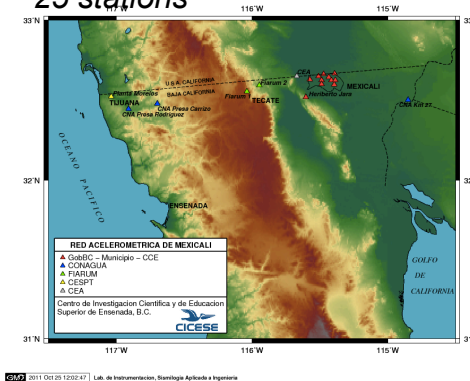 25 stations
117˚W
116˚W
115˚W
33˚N
33˚
U.S.A. CALIFORNIA
BAJA CALIFORNIA
CEA
Fiarum 2
Fiarum
MEXICALI
Heriberto Jara
TECATE
Planta Morelos
TIJUANA
CNA Presa Carrizo
CNA Presa Rodriguez
CNA Km 27
OCEANO PACIFICO
32˚N
32˚
ENSENADA
GOLFO
DE
CALIFORNIA
RED ACELEROMETRICA DE MEXICALI
GobBC − Municipio − CCE
CONAGUA
FIARUM
CESPT
CEA
Centro de Investigacion Cientifica y de Educacion
Superior de Ensenada, B.C.
CICESE
31˚N
31˚
117˚W
116˚W
115˚W
GMT 2011 Oct 25 12:02:47 Lab. de Instrumentacion, Sismilogia Aplicada a Ingenieria